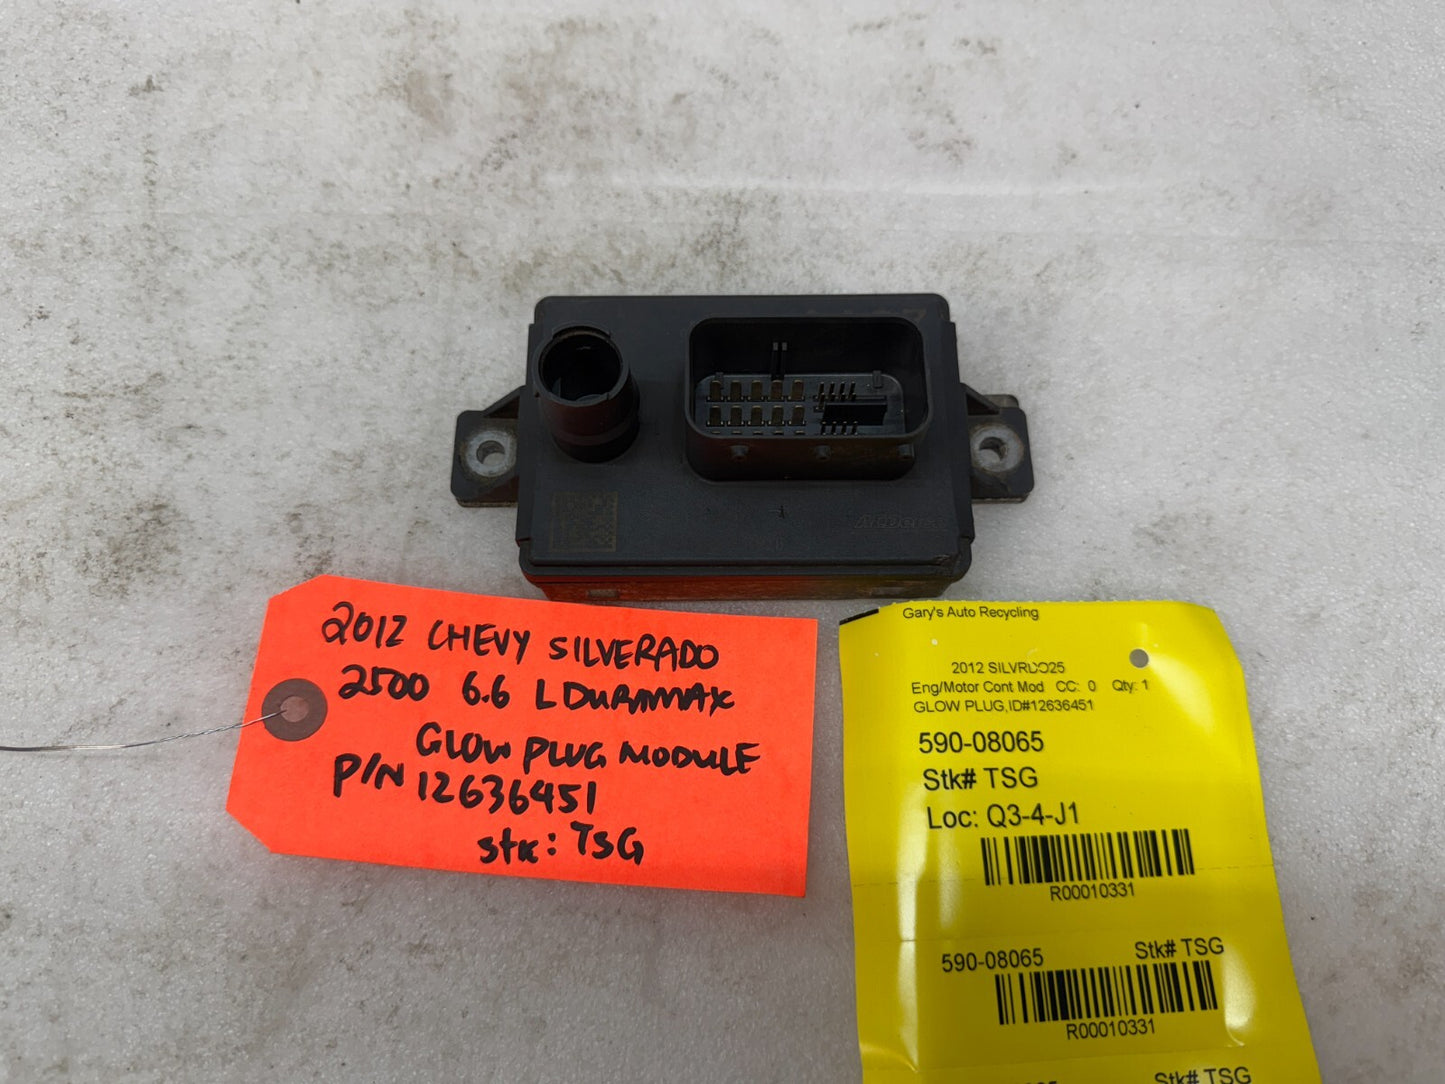 2012 CHEVY SILVERADO
2500 6.6 L DURAMAX
GLOW PLUG MODULE
P/N 12636451
stk: TSG
Gary's Auto Recycling
2012 SILVRDO25
Eng/Motor Cont Mod CC: 0 Qty: 1
GLOW PLUG,ID#12636451
590-08065
Stk# TSG
Loc: Q3-4-J1
R00010331
590-08065 Stk# TSG
R00010331
Stk# TSG